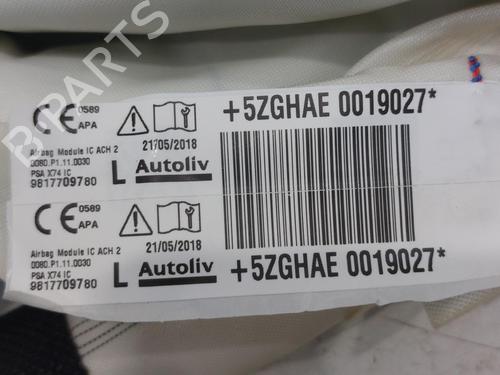 BPARTS
CE 0589
APA
21/05/2018
+5ZGHAE 0019027*
Airbag Module IC ACH 2
0080.P1.11.0030
PSA X74 IC
9817709780
L Autoliv
CE 0589
APA
21/05/2018
Airbag Module IC ACH 2
0080.P1.11.0030
PSA X74 IC
9817709780
L Autoliv
+5ZGHAE 0019027*